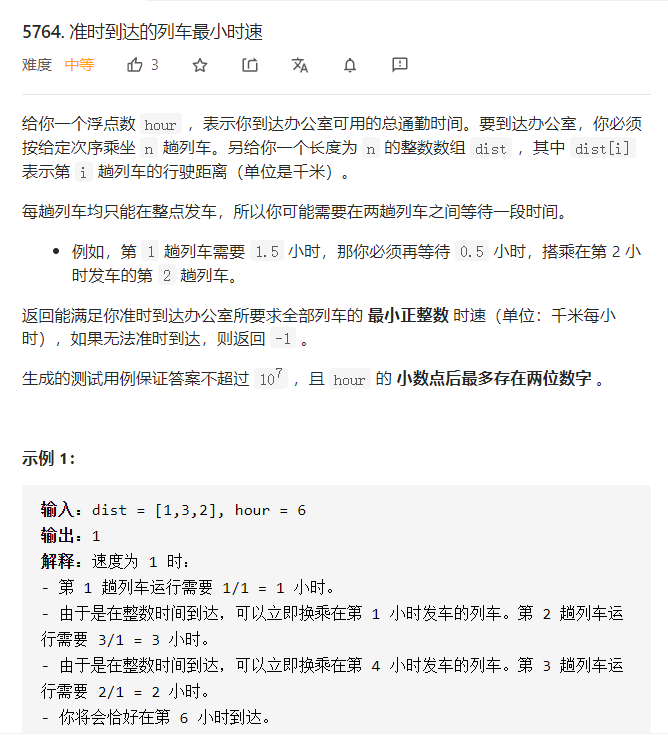 5764. 准时到达的列车最小时速
难度 中等 3
给你一个浮点数 hour ，表示你到达办公室可用的总通勤时间。要到达办公室，你必须
按给定次序乘坐 n 趟列车。另给你一个长度为 n 的整数数组 dist ，其中 dist[i]
表示第 i 趟列车的行驶距离（单位是千米）。
每趟列车均只能在整点发车，所以你可能需要在两趟列车之间等待一段时间。
• 例如，第 1 趟列车需要 1.5 小时，那你必须再等待 0.5 小时，搭乘在第 2 小
时发车的第 2 趟列车。
返回能满足你准时到达办公室所要求全部列车的 最小正整数 时速（单位：千米每小
时），如果无法准时到达，则返回 -1 。
生成的测试用例保证答案不超过 10⁷ ，且 hour 的 小数点后最多存在两位数字 。
示例 1：
输入：dist = [1,3,2], hour = 6
输出：1
解释：速度为 1 时：
- 第 1 趟列车运行需要 1/1 = 1 小时。
- 由于是在整数时间到达，可以立即换乘在第 1 小时发车的列车。第 2 趟列车运
行需要 3/1 = 3 小时。
- 由于是在整数时间到达，可以立即换乘在第 4 小时发车的列车。第 3 趟列车运
行需要 2/1 = 2 小时。
- 你将会恰好在第 6 小时到达。